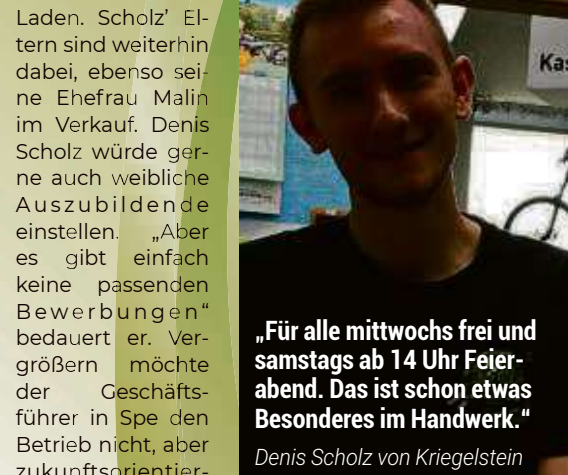 Laden. Scholz’ El-
tern sind weiterhin
dabei, ebenso sei-
ne Ehefrau Malin
im Verkauf. Denis
Scholz würde ger-
ne auch weibliche
Auszubildende
einstellen. „Aber
es gibt einfach
keine passenden
Bewerbungen“
bedauert er. Ver-
größern möchte
der Geschäfts-
führer in Spe den
Betrieb nicht, aber
zukunftsorientier-
„Für alle mittwochs frei und
samstags ab 14 Uhr Feier-
abend. Das ist schon etwas
Besonderes im Handwerk.“
Denis Scholz von Kriegelstein